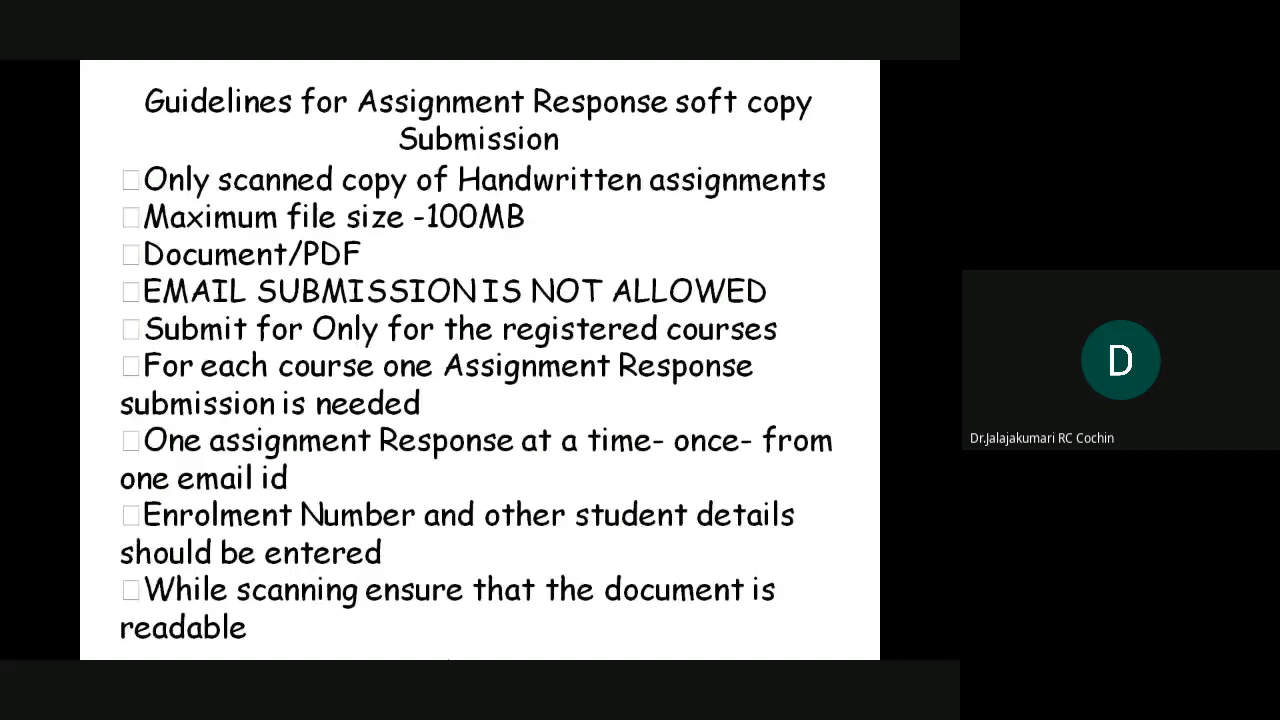 Guidelines for Assignment Response soft copy
Submission
□Only scanned copy of Handwritten assignments
□Maximum file size -100MB
□Document/PDF
□EMAIL SUBMISSION IS NOT ALLOWED
□Submit for Only for the registered courses
□For each course one Assignment Response
submission is needed
□One assignment Response at a time- once- from
one email id
□Enrolment Number and other student details
should be entered
□While scanning ensure that the document is
readable
D
Dr.Jalajakumari RC Cochin